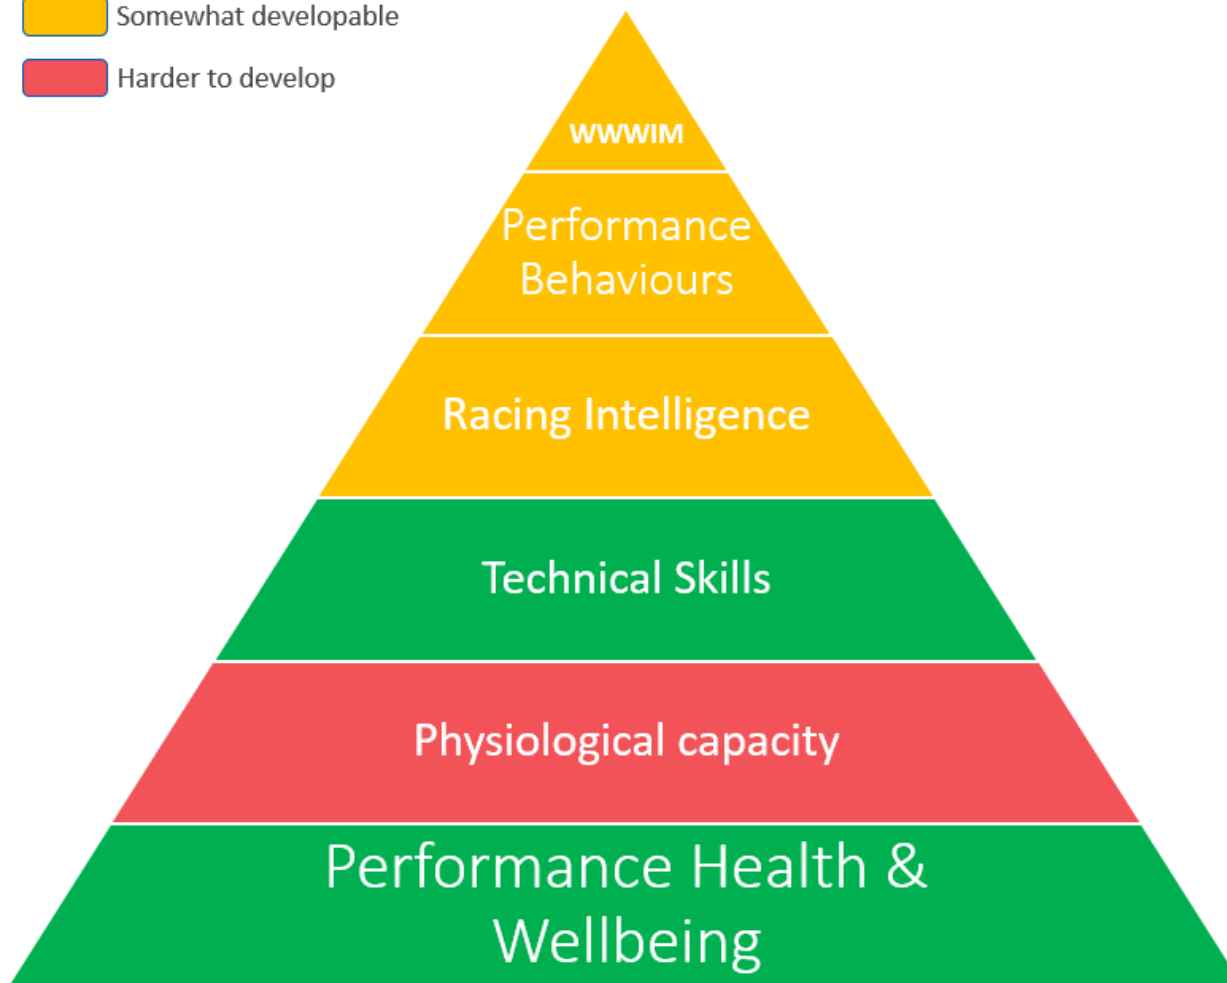 Somewhat developable
Harder to develop
WWWIM
Performance
Behaviours
Racing Intelligence
Technical Skills
Physiological capacity
Performance Health &
Wellbeing